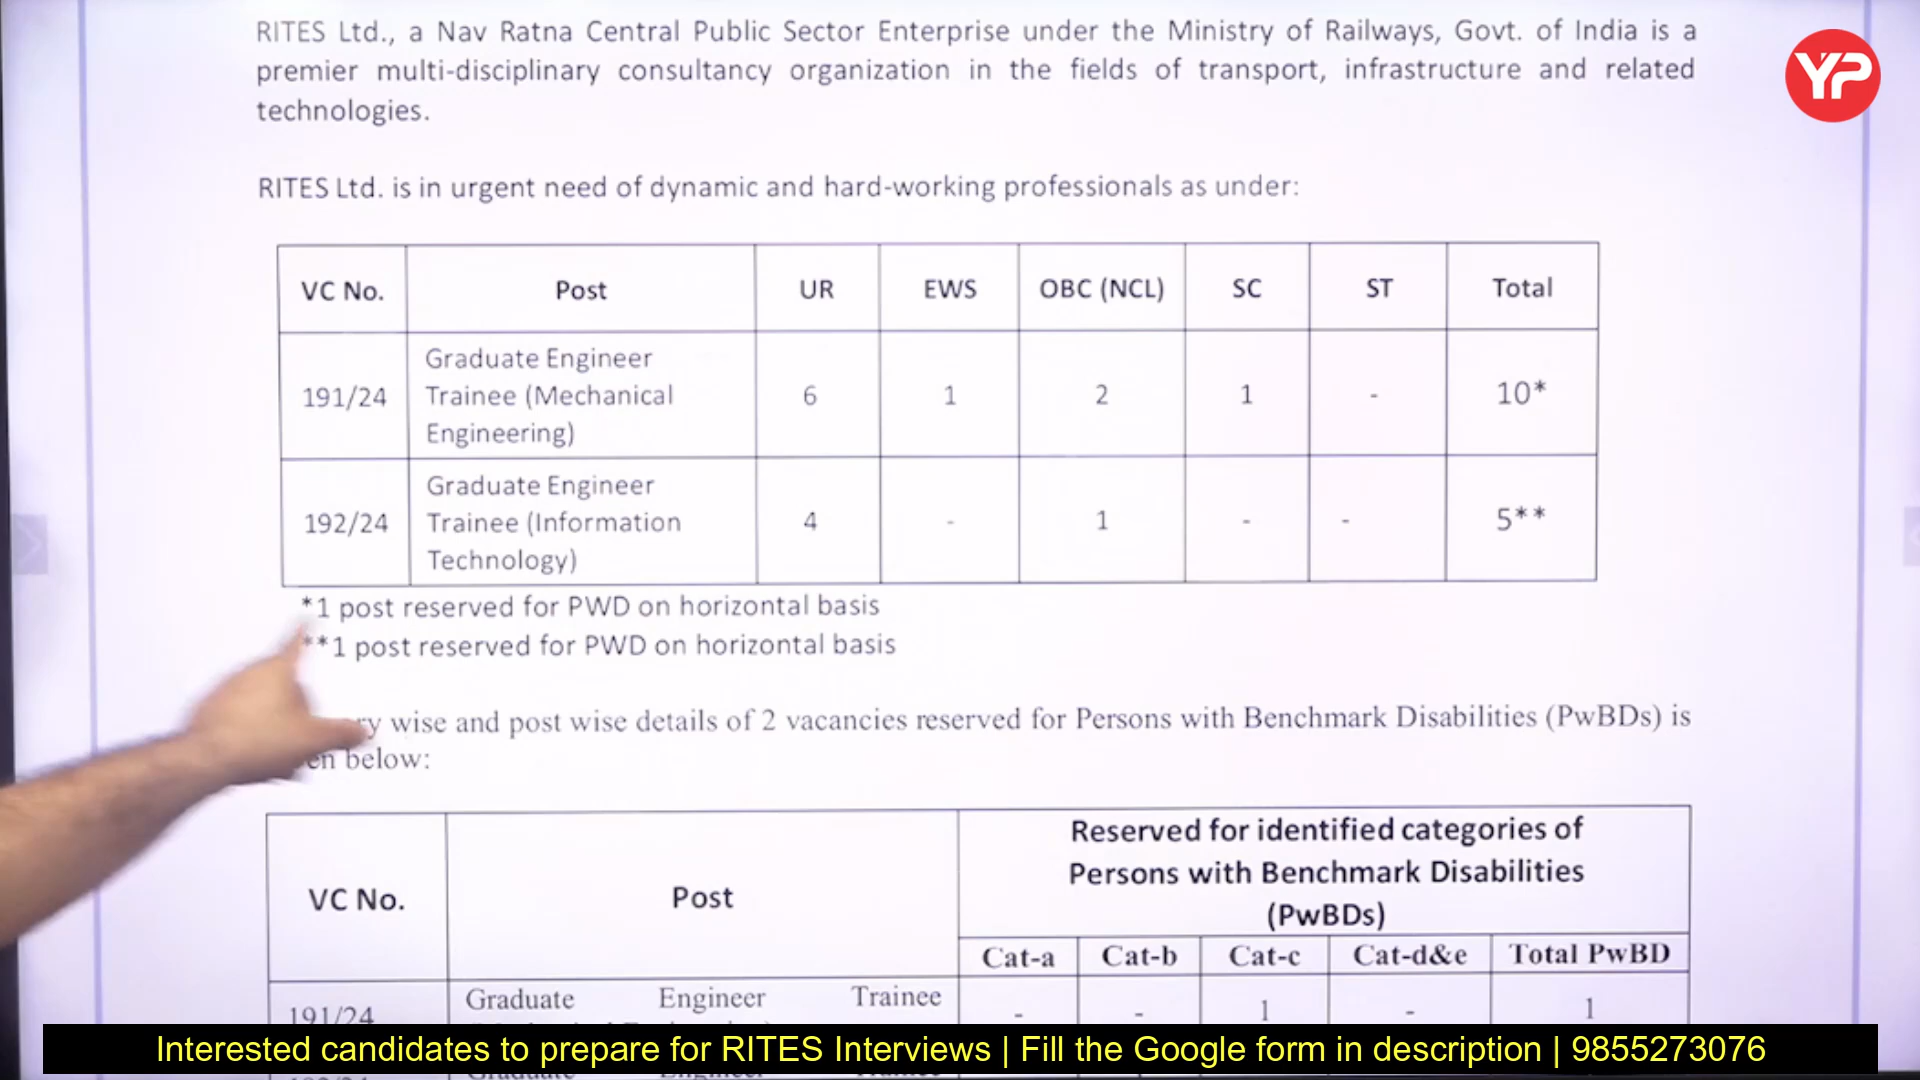 RITES Ltd., a Nav Ratna Central Public Sector Enterprise under the Ministry of Railways, Govt. of India is a
premier multi-disciplinary consultancy organization in the fields of transport, infrastructure and related
technologies.
YP
RITES Ltd. is in urgent need of dynamic and hard-working professionals as under:
VC No. Post UR EWS OBC (NCL) SC ST Total
191/24 Graduate Engineer Trainee (Mechanical Engineering) 6 1 2 1 - 10*
192/24 Graduate Engineer Trainee (Information Technology) 4 - 1 - - 5**
*1 post reserved for PWD on horizontal basis
**1 post reserved for PWD on horizontal basis
wise and post wise details of 2 vacancies reserved for Persons with Benchmark Disabilities (PwBDs) is
below:
VC No. Post Reserved for identified categories of
Persons with Benchmark Disabilities
(PwBDs)
Cat-a Cat-b Cat-c Cat-d&e Total PwBD
191/24 Graduate Engineer Trainee - - 1 - 1
Interested candidates to prepare for RITES Interviews | Fill the Google form in description | 9855273076